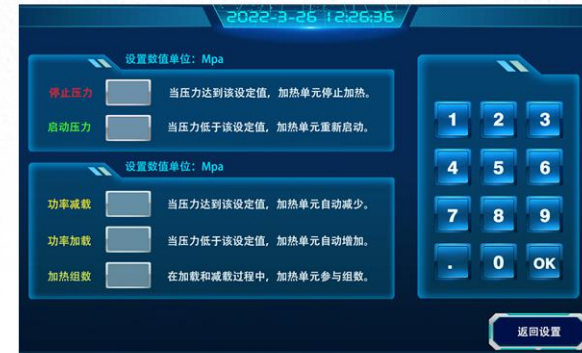 2022-3-26 12:26:36
设置数值单位：Mpa
停止压力 当压力达到该设定值，加热单元停止加热。
启动压力 当压力低于该设定值，加热单元重新启动。
设置数值单位：Mpa
功率减载 当压力达到该设定值，加热单元自动减少。
功率加载 当压力低于该设定值，加热单元自动增加。
加热组数 在加载和减载过程中，加热单元参与组数。
1 2 3
4 5 6
7 8 9
. 0 OK
返回设置